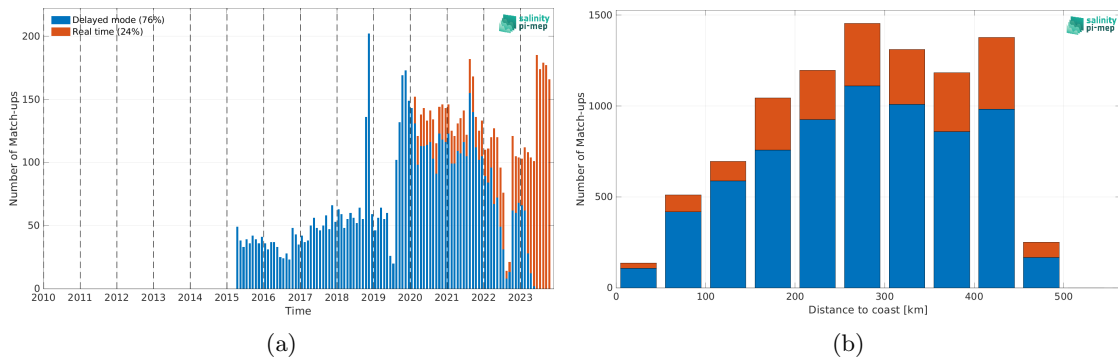 Delayed mode (76%)
Real time (24%)
salinity
pi-mep
Number of Match-ups
200
150
100
50
0
2010 2011 2012 2013 2014 2015 2016 2017 2018 2019 2020 2021 2022 2023
Time
(a)
salinity
pi-mep
Number of Match-ups
1500
1000
500
0
0 100 200 300 400 500
Distance to coast [km]
(b)